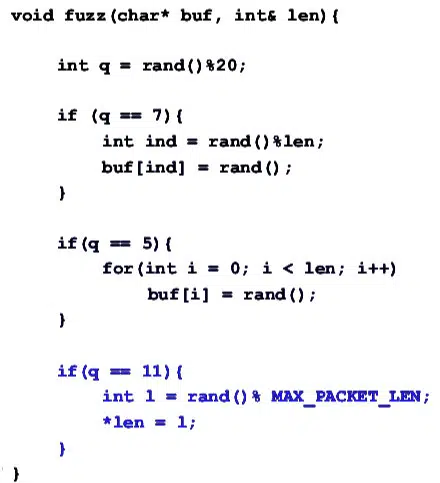 void fuzz(char* buf, int& len){
int q = rand()%20;
if (q == 7){
int ind = rand()%len;
buf[ind] = rand();
}
if(q == 5){
for(int i = 0; i < len; i++)
buf[i] = rand();
}
if(q == 11){
int l = rand()% MAX_PACKET_LEN;
*len = l;
}
}